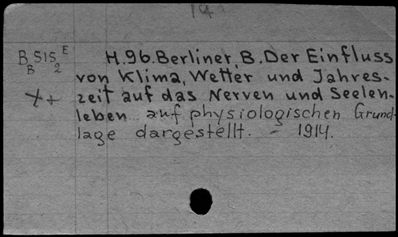 19
B 515 E H. 96. Berliner, B. Der Einfluss
B 2 von Klima, Wetter und Jahres-
zeit auf das Nerven und Seelen-
leben auf physiologischen Grund-
lage dargestellt. - 1914.